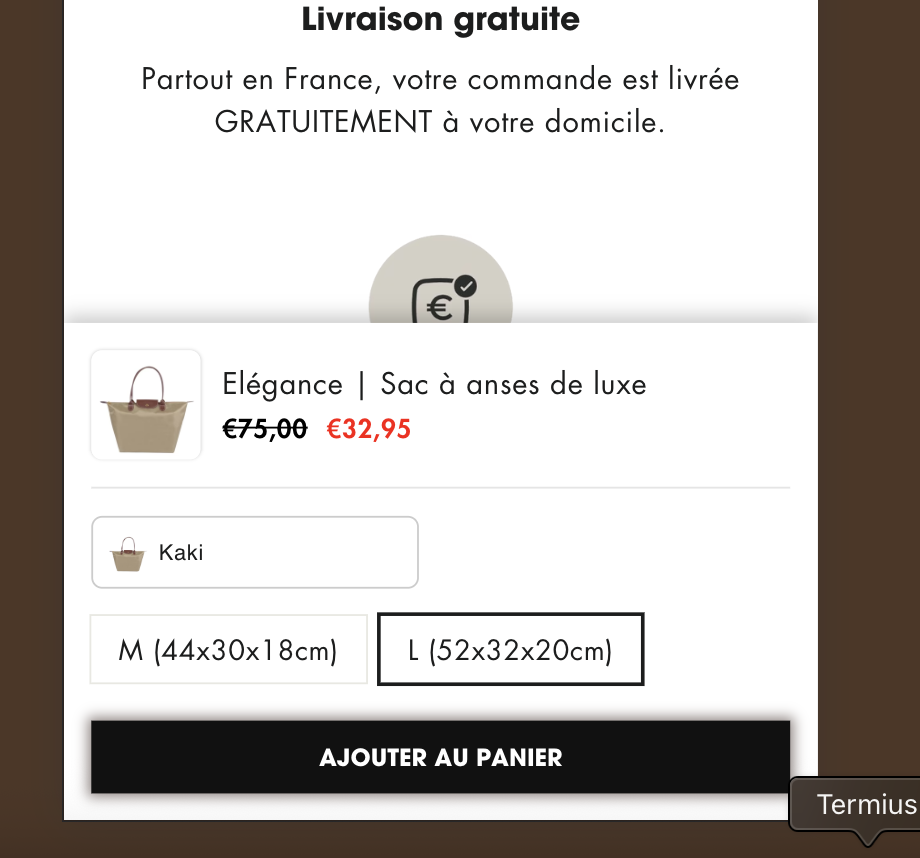 Livraison gratuite
Partout en France, votre commande est livrée
GRATUITEMENT à votre domicile.
€
Elégance | Sac à anses de luxe
€75,00 €32,95
Kaki
M (44x30x18cm) L (52x32x20cm)
AJOUTER AU PANIER
Termius